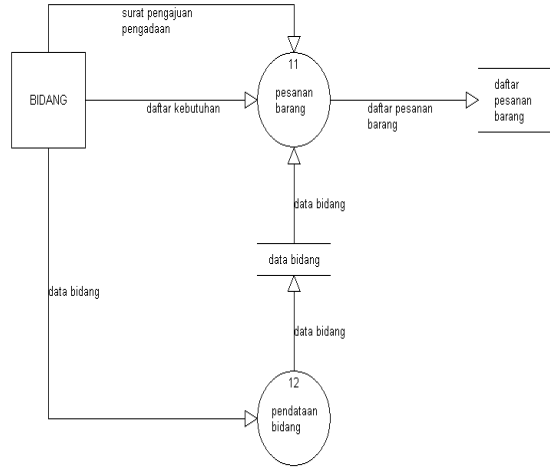 surat pengajuan
pengadaan
11
pesanan
barang
BIDANG
daftar kebutuhan
daftar pesanan
barang
daftar
pesanan
barang
data bidang
data bidang
data bidang
data bidang
12
pendataan
bidang